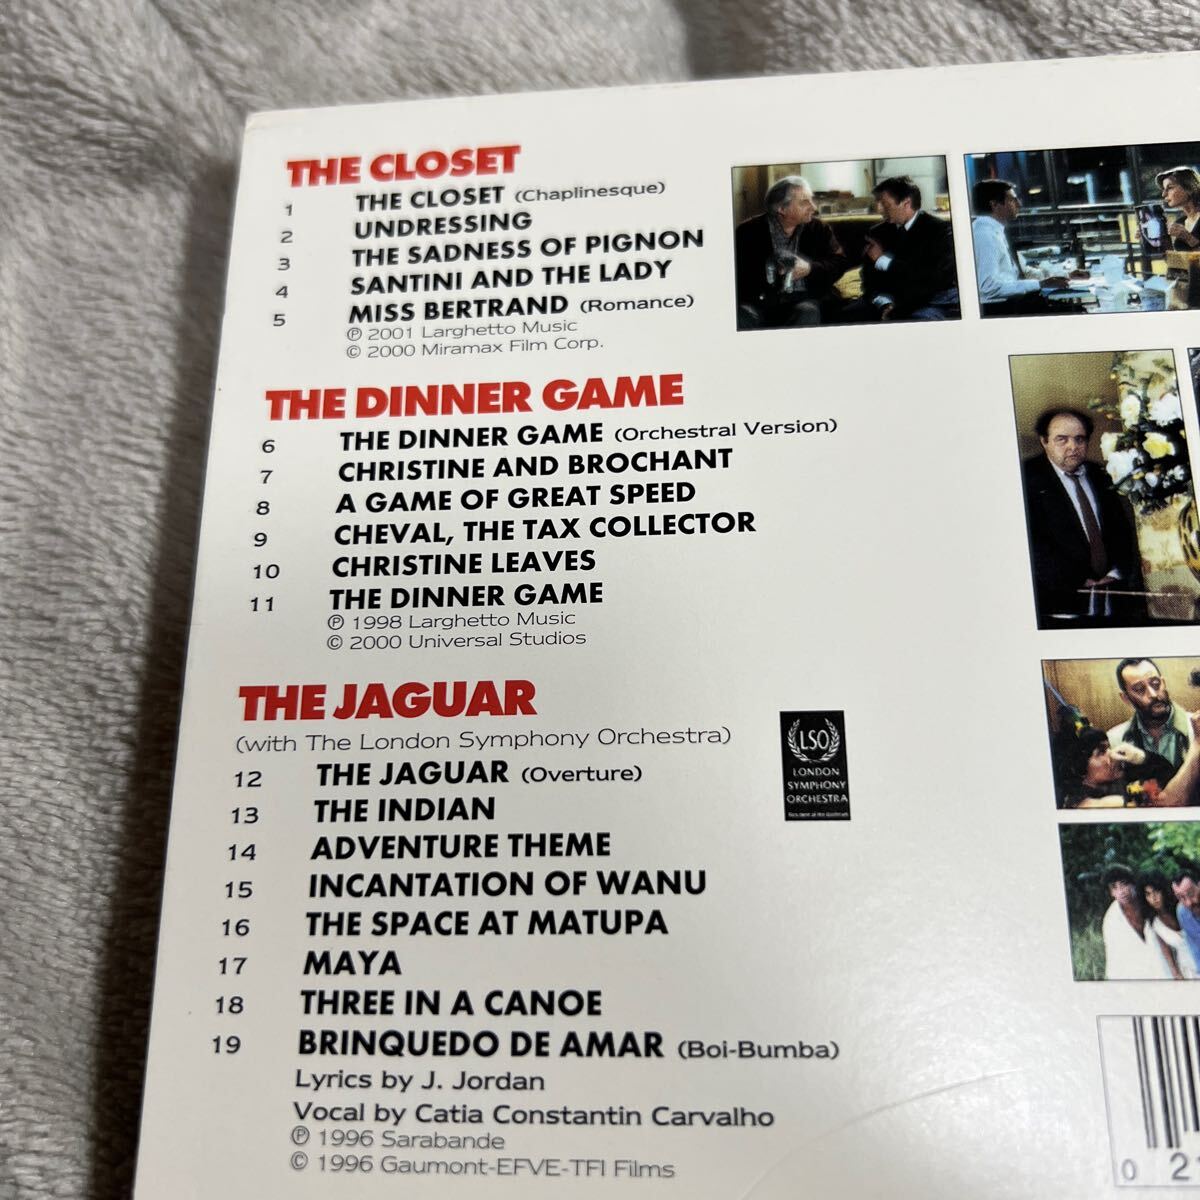 THE CLOSET
1 THE CLOSET (Chaplinesque)
2 UNDRESSING
3 THE SADNESS OF PIGNON
4 SANTINI AND THE LADY
5 MISS BERTRAND (Romance)
℗ 2001 Larghetto Music
© 2000 Miramax Film Corp.
THE DINNER GAME
6 THE DINNER GAME (Orchestral Version)
7 CHRISTINE AND BROCHANT
8 A GAME OF GREAT SPEED
9 CHEVAL, THE TAX COLLECTOR
10 CHRISTINE LEAVES
11 THE DINNER GAME
℗ 1998 Larghetto Music
© 2000 Universal Studios
THE JAGUAR
(with The London Symphony Orchestra)
12 THE JAGUAR (Overture)
13 THE INDIAN
14 ADVENTURE THEME
15 INCANTATION OF WANU
16 THE SPACE AT MATUPA
17 MAYA
18 THREE IN A CANOE
19 BRINQUEDO DE AMAR (Boi-Bumba)
Lyrics by J. Jordan
Vocal by Catia Constantin Carvalho
℗ 1996 Sarabande
© 1996 Gaumont-EFVE-TFI Films
LSO
LONDON
SYMPHONY
ORCHESTRA
0 2